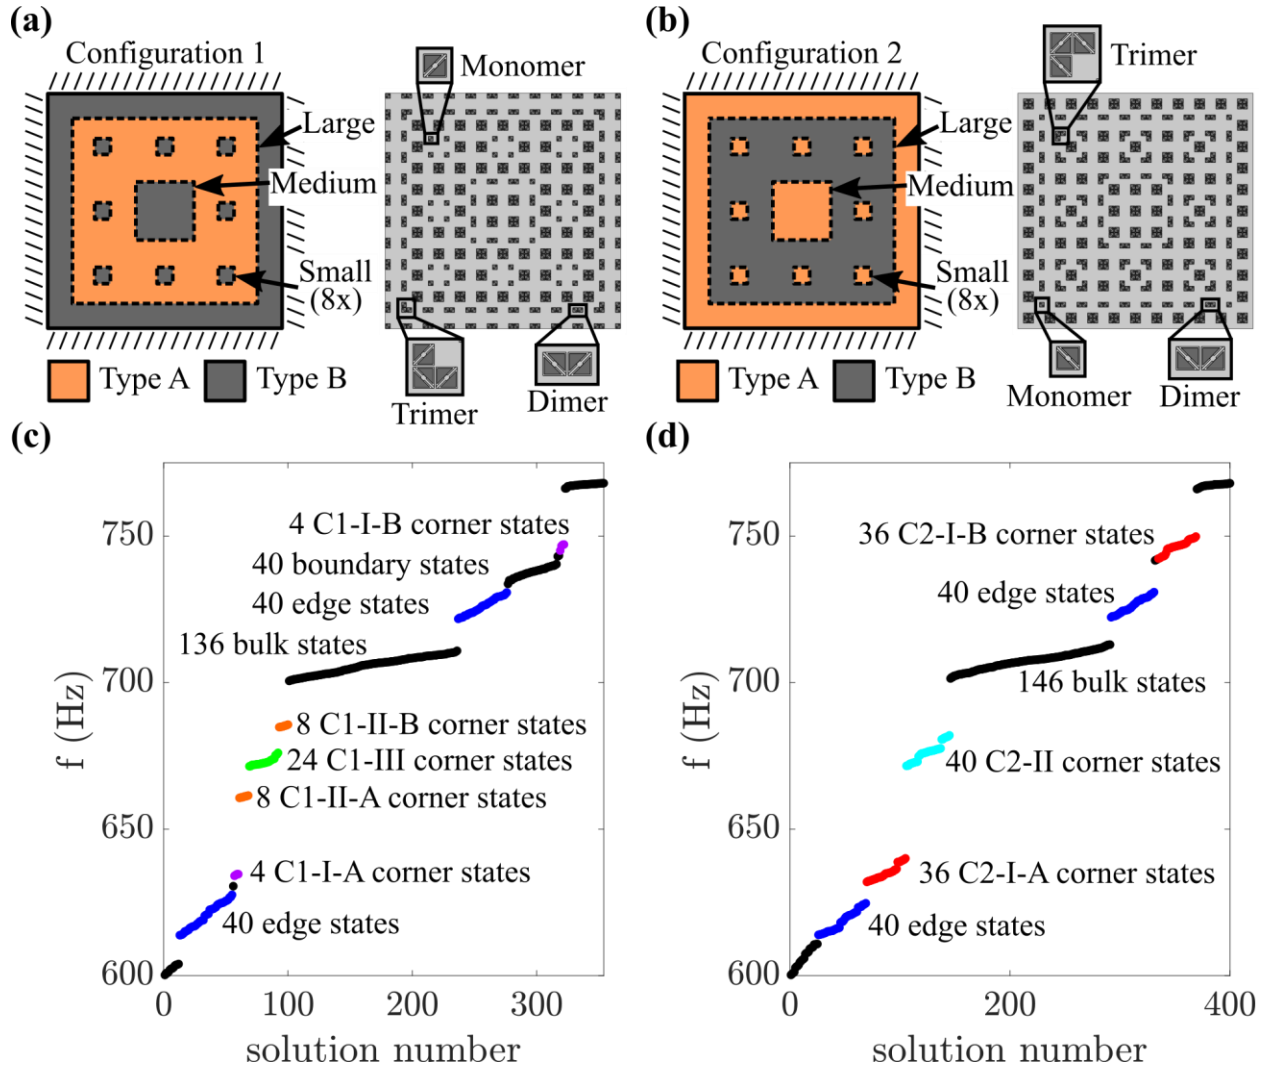 (a)
Configuration 1
Monomer
Large
Medium
Small
(8x)
Type A
Type B
Trimer
Dimer
(b)
Configuration 2
Trimer
Large
Medium
Small
(8x)
Type A
Type B
Monomer
Dimer
(c)
750
700
650
600
f (Hz)
4 C1-I-B corner states
40 boundary states
40 edge states
136 bulk states
8 C1-II-B corner states
24 C1-III corner states
8 C1-II-A corner states
4 C1-I-A corner states
40 edge states
0
100
200
300
solution number
(d)
750
700
650
600
f (Hz)
36 C2-I-B corner states
40 edge states
146 bulk states
40 C2-II corner states
36 C2-I-A corner states
40 edge states
0
200
400
solution number